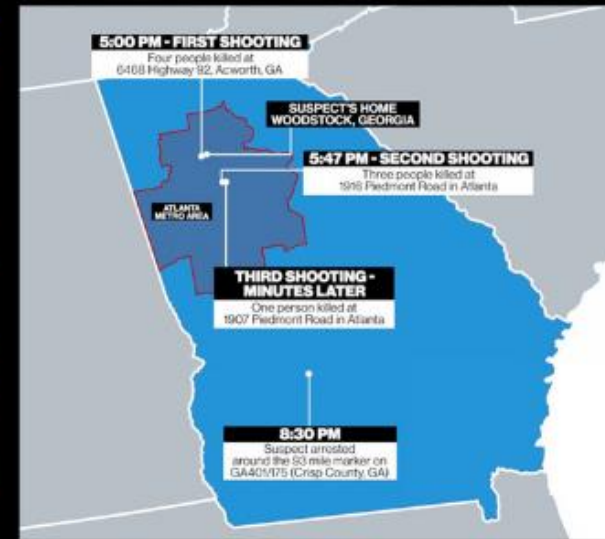 5:00 PM - FIRST SHOOTING
Four people killed at
6468 Highway 92, Acworth, GA
SUSPECT'S HOME
WOODSTOCK, GEORGIA
5:47 PM - SECOND SHOOTING
Three people killed at
1916 Piedmont Road in Atlanta
ATLANTA
METRO AREA
THIRD SHOOTING -
MINUTES LATER
One person killed at
1907 Piedmont Road in Atlanta
8:30 PM
Suspect arrested
around the 93 mile marker on
GA401/I75 (Crisp County, GA)